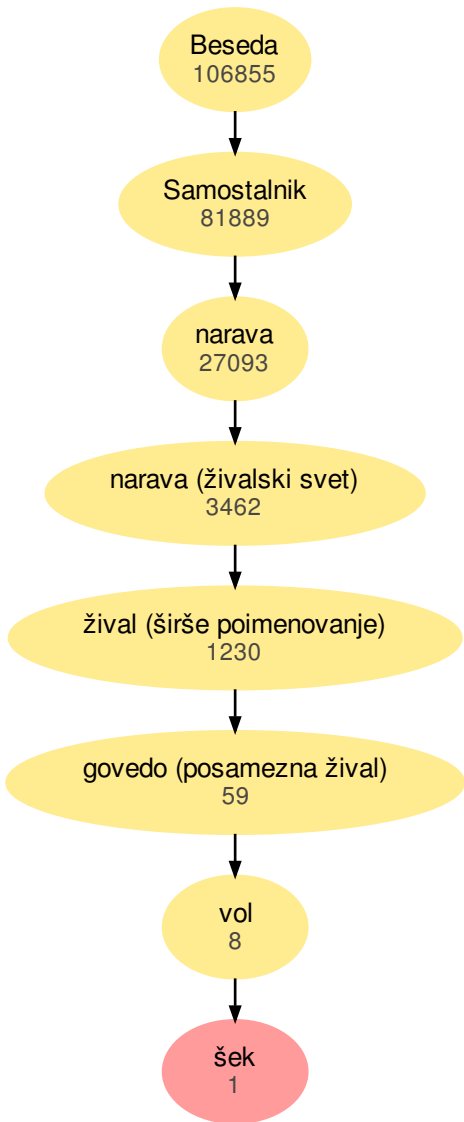 Beseda
106855
Samostalnik
81889
narava
27093
narava (živalski svet)
3462
žival (širše poimenovanje)
1230
govedo (posamezna žival)
59
vol
8
šek
1